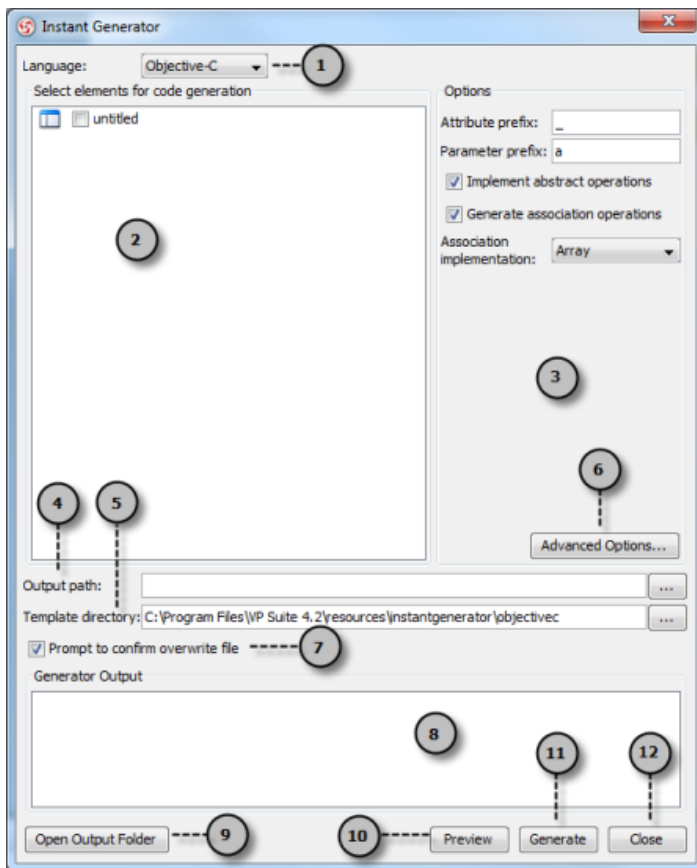 Instant Generator
Language: Objective-C 1
Select elements for code generation
untitled
2
Options
Attribute prefix: _
Parameter prefix: a
Implement abstract operations
Generate association operations
Association implementation: Array
3
6
Advanced Options...
4 5
Output path: ...
Template directory: C:\Program Files\VP Suite 4.2\resources\instantgenerator\objectivec ...
Prompt to confirm overwrite file 7
Generator Output
8
11 12
Open Output Folder 9 10 Preview Generate Close